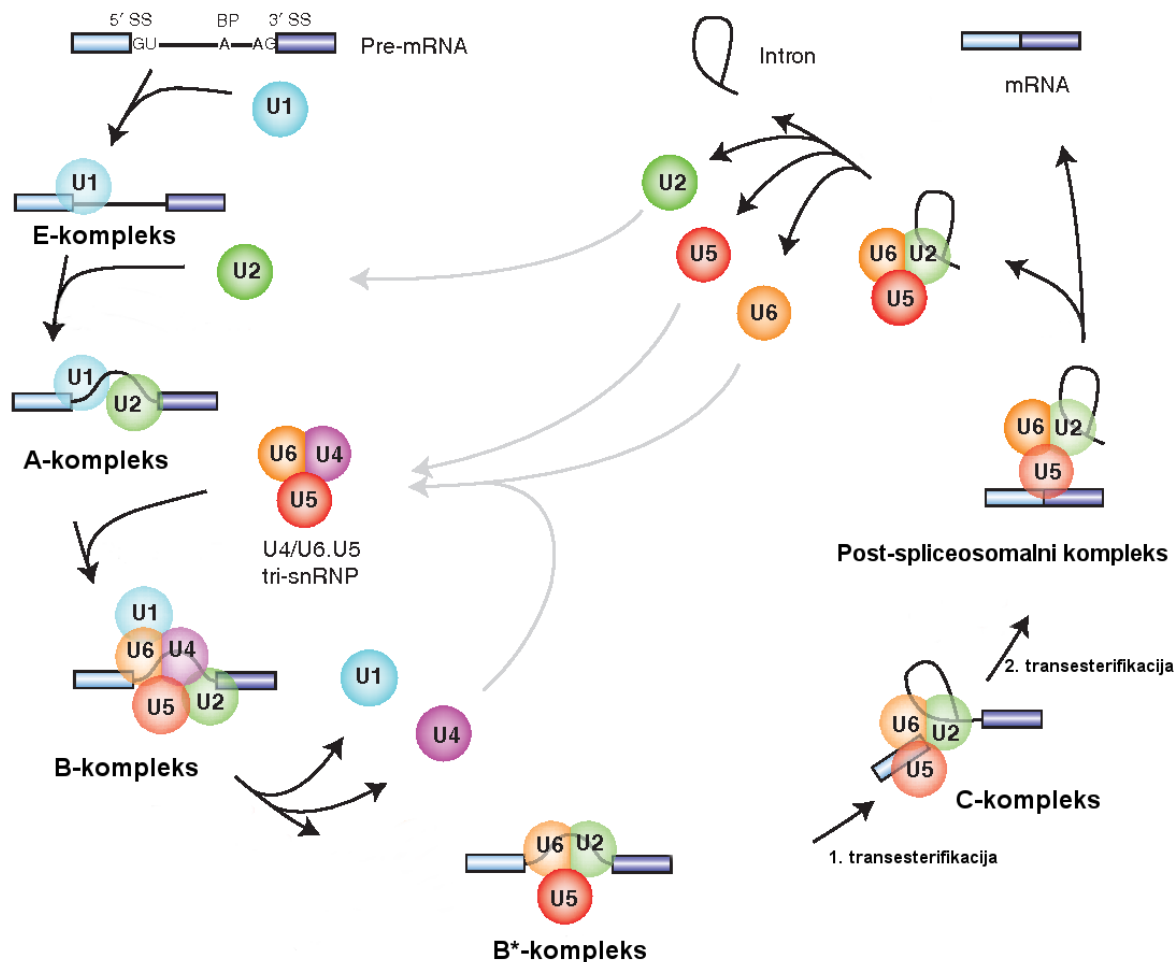 5′ SS BP 3′ SS
GU A AG Pre-mRNA
U1
U1
E-kompleks
U2
U1
U2
A-kompleks
U6 U4
U5
U4/U6.U5
tri-snRNP
U1
U6 U4
U5 U2
B-kompleks
U1
U4
U6 U2
U5
B*-kompleks
1. transesterifikacija
U6 U2
U5
C-kompleks
2. transesterifikacija
U6 U2
U5
Post-spliceosomalni kompleks
U6 U2
U5
mRNA
Intron
U2
U5
U6